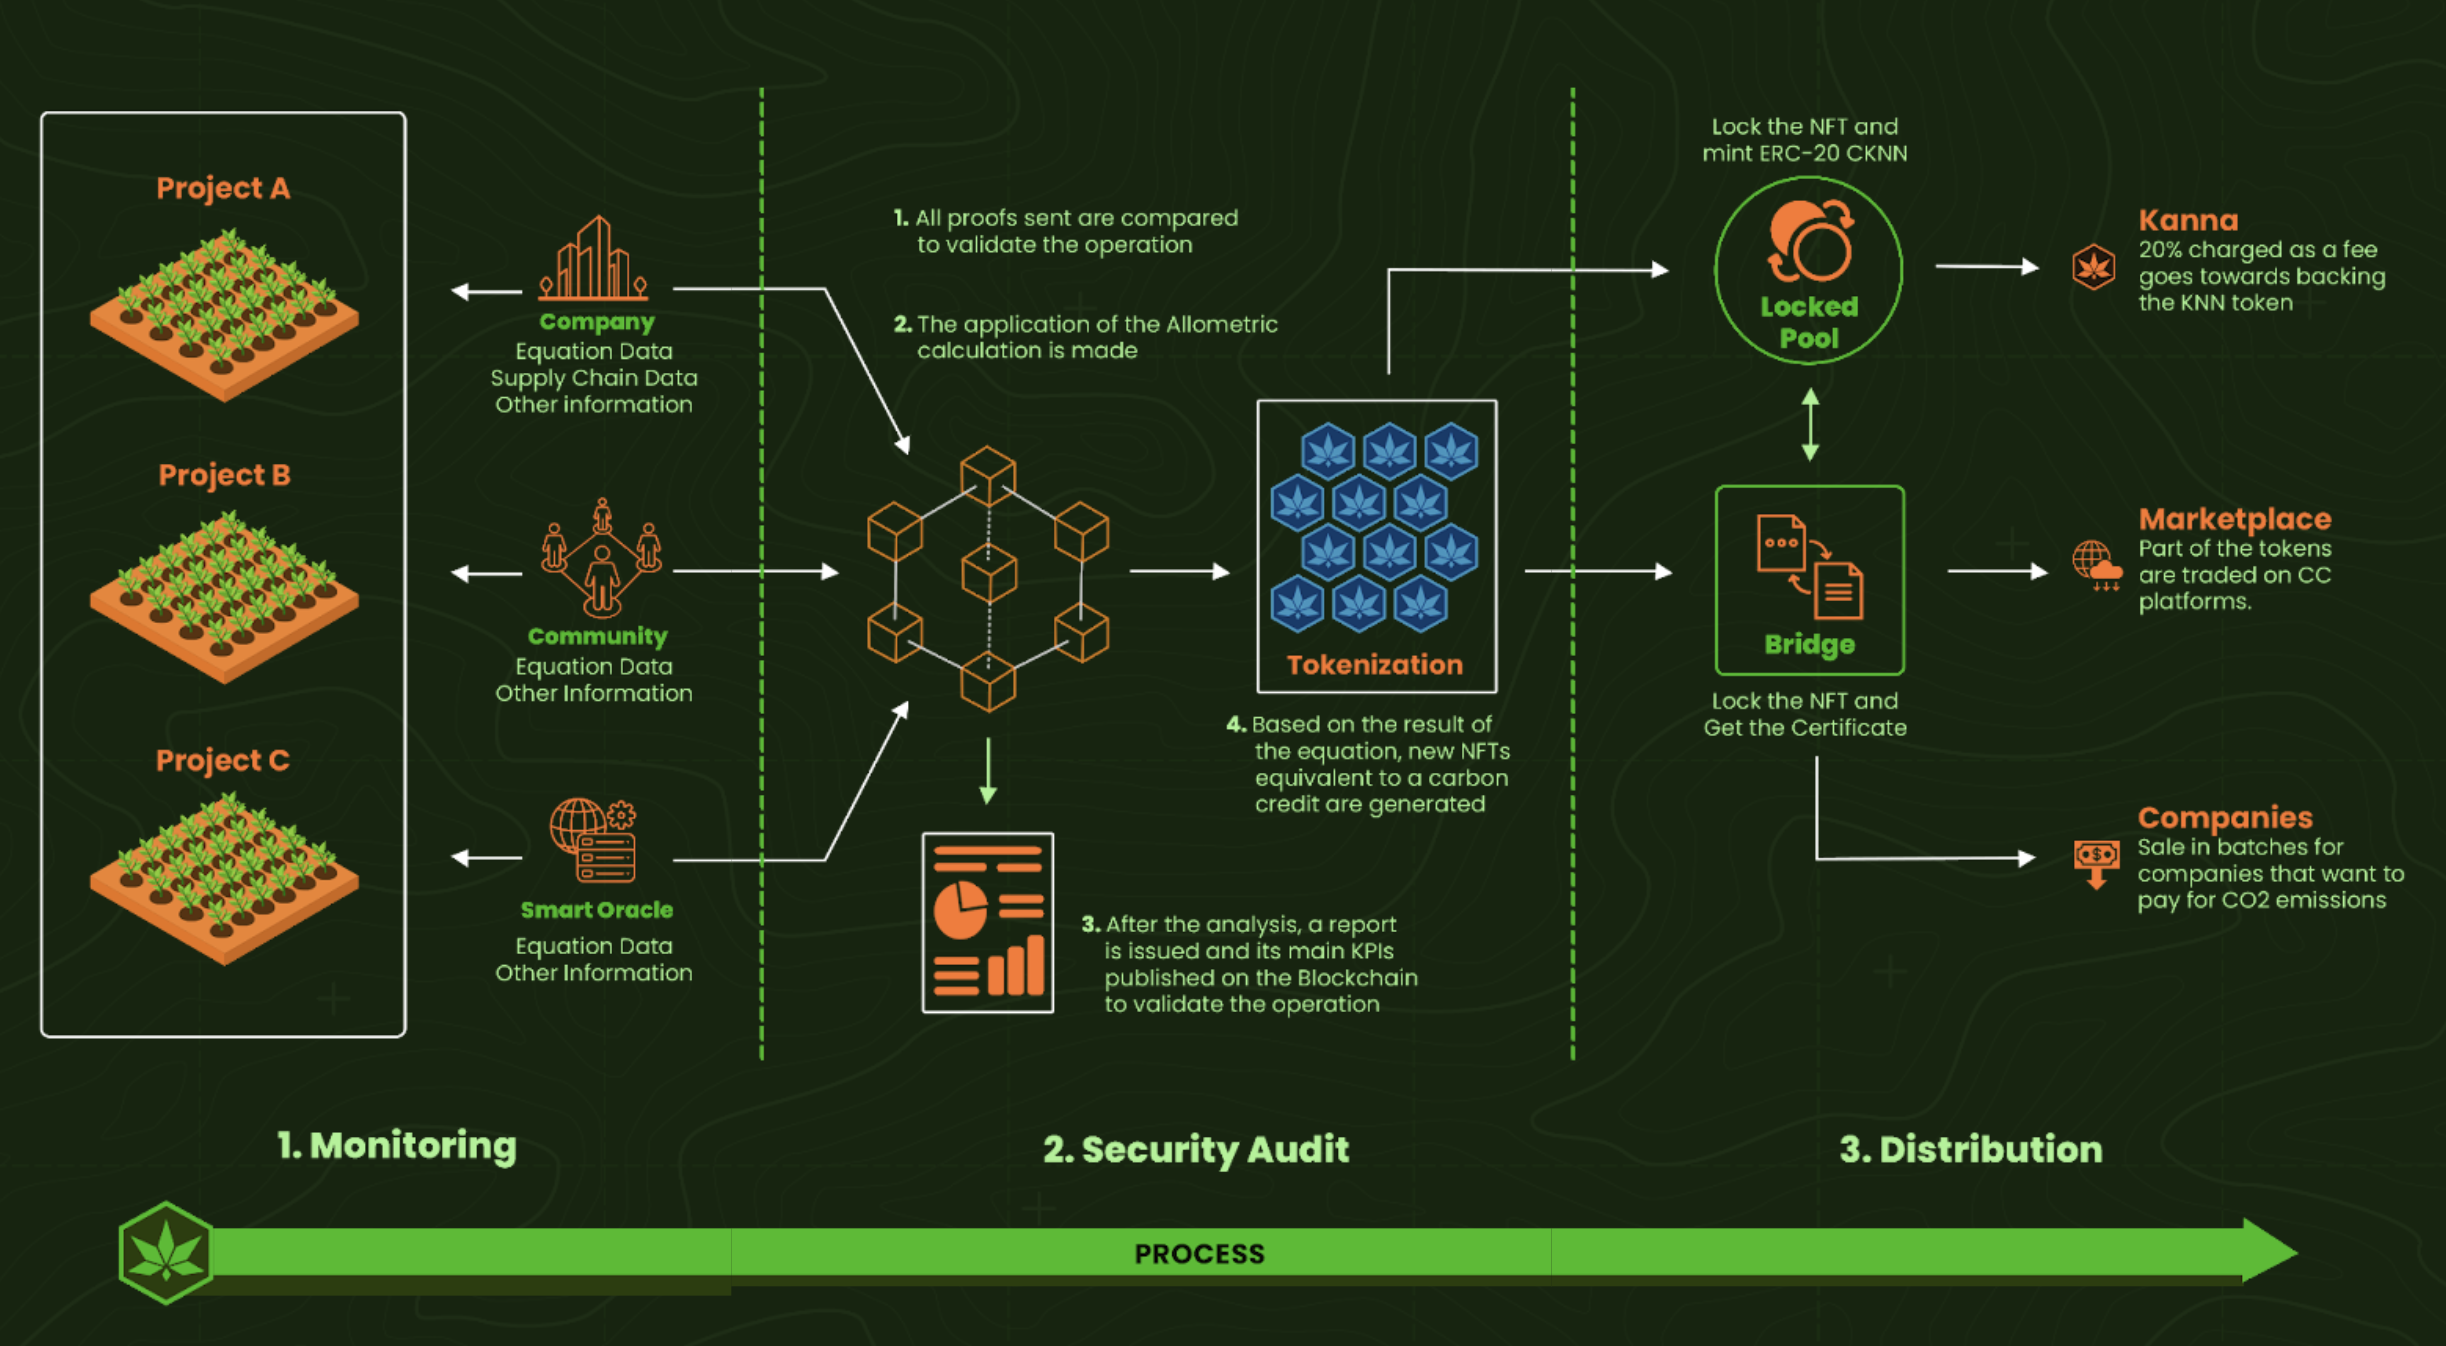 Project A
Project B
Project C
Company
Equation Data
Supply Chain Data
Other information
Community
Equation Data
Other Information
Smart Oracle
Equation Data
Other Information
1. All proofs sent are compared
to validate the operation
2. The application of the Allometric
calculation is made
Tokenization
4. Based on the result of
the equation, new NFTs
equivalent to a carbon
credit are generated
3. After the analysis, a report
is issued and its main KPIs
published on the Blockchain
to validate the operation
Lock the NFT and
mint ERC-20 CKNN
Locked
Pool
Bridge
Lock the NFT and
Get the Certificate
Kanna
20% charged as a fee
goes towards backing
the KNN token
Marketplace
Part of the tokens
are traded on CC
platforms.
Companies
Sale in batches for
companies that want to
pay for CO2 emissions
1. Monitoring
2. Security Audit
3. Distribution
PROCESS